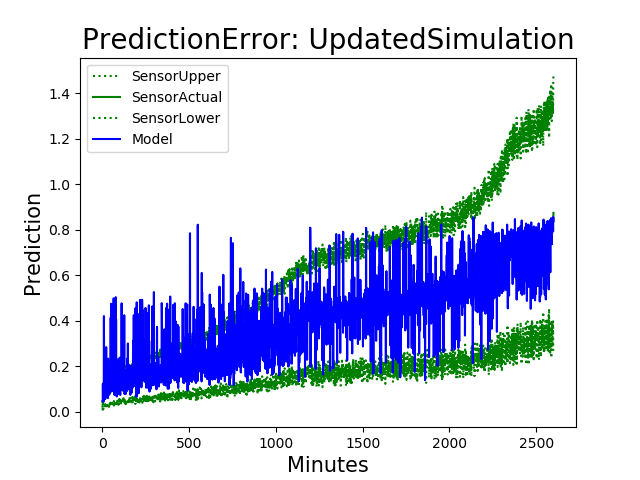 PredictionError: UpdatedSimulation
SensorUpper
SensorActual
SensorLower
Model
Prediction
1.4
1.2
1.0
0.8
0.6
0.4
0.2
0.0
0 500 1000 1500 2000 2500
Minutes